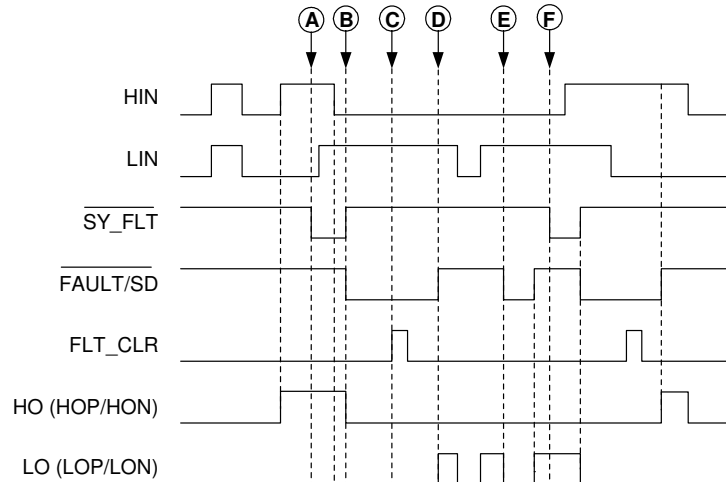 A B C D E F
HIN
LIN
SY_FLT
FAULT/SD
FLT_CLR
HO (HOP/HON)
LO (LOP/LON)